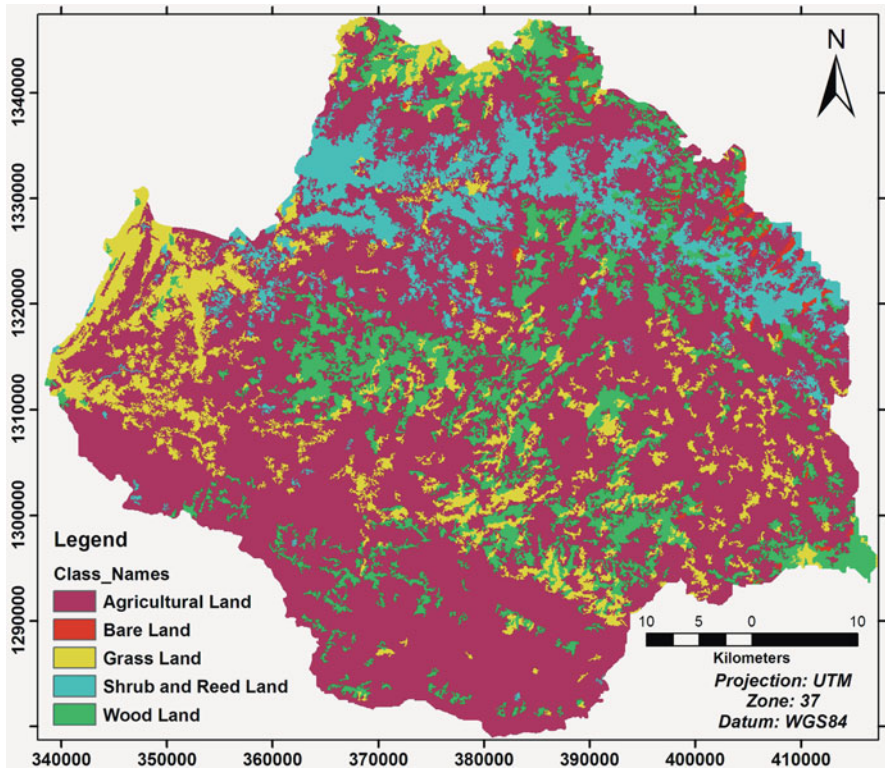 N
1340000
1330000
1320000
1310000
1300000
1290000
Legend
Class_Names
Agricultural Land
Bare Land
Grass Land
Shrub and Reed Land
Wood Land
10 5 0 10
Kilometers
Projection: UTM
Zone: 37
Datum: WGS84
340000 350000 360000 370000 380000 390000 400000 410000